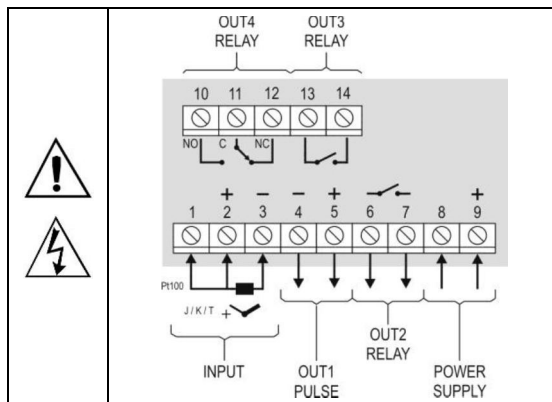 OUT4 OUT3
RELAY RELAY
10 11 12 13 14
NO C NC
+ − − + +
1 2 3 4 5 6 7 8 9
Pt100
J / K / T +
INPUT OUT1 PULSE OUT2 RELAY POWER SUPPLY